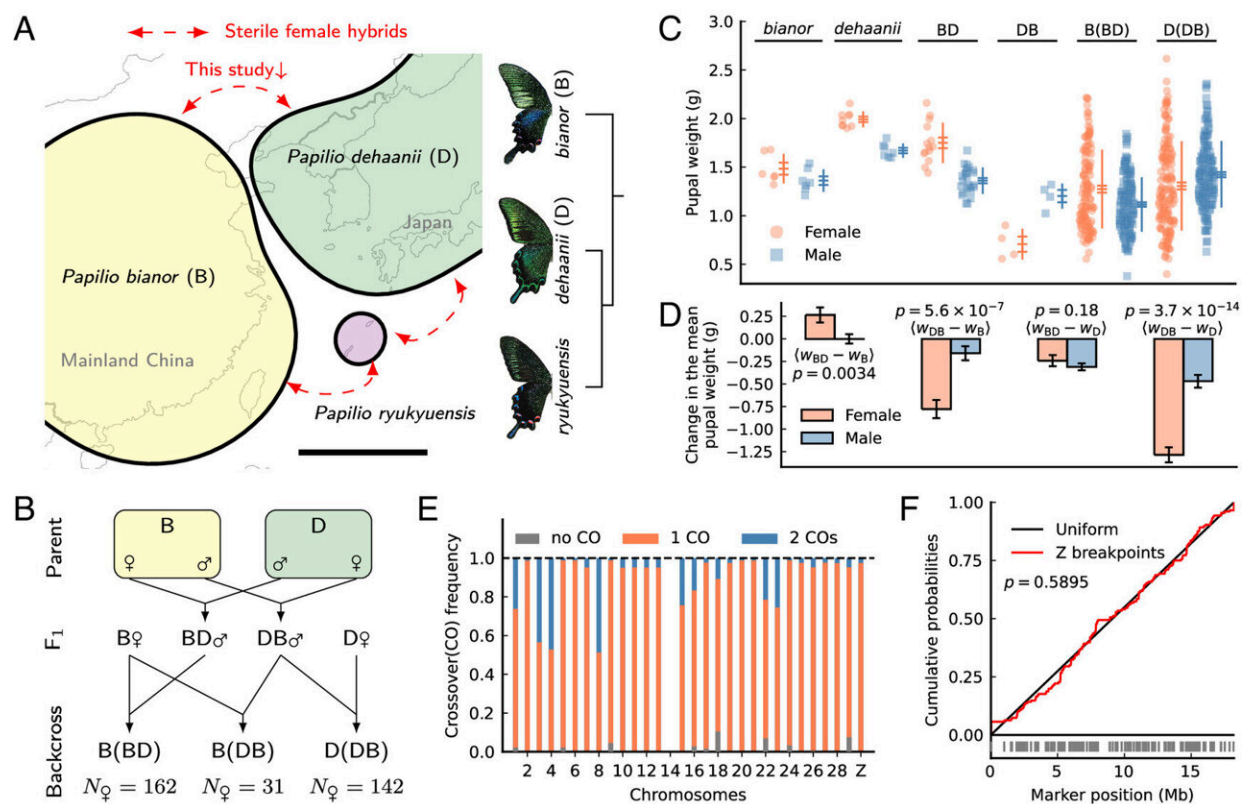 A
Sterile female hybrids
This study↓
Papilio dehaanii (D)
Japan
Papilio bianor (B)
Mainland China
Papilio ryukyuensis
bianor (B)
dehaanii (D)
ryukyuensis
B
Parent
B
D
♀ ♂ ♂ ♀
F1
B♀ BD♂ DB♂ D♀
Backcross
B(BD) B(DB) D(DB)
N♀ = 162 N♀ = 31 N♀ = 142
C
bianor dehaanii BD DB B(BD) D(DB)
Pupal weight (g)
3.0
2.5
2.0
1.5
1.0
0.5
Female
Male
D
Change in the mean
pupal weight (g)
0.25
0.00
−0.25
−0.50
−0.75
−1.00
−1.25
⟨wBD − wB⟩
p = 0.0034
p = 5.6 × 10−7
⟨wDB − wB⟩
p = 0.18
⟨wBD − wD⟩
p = 3.7 × 10−14
⟨wDB − wD⟩
Female
Male
E
no CO 1 CO 2 COs
Crossover(CO) frequency
1.0
0.8
0.6
0.4
0.2
0.0
2 4 6 8 10 12 14 16 18 20 22 24 26 28 Z
Chromosomes
F
Cumulative probabilities
1.00
0.75
0.50
0.25
0.00
Uniform
Z breakpoints
p = 0.5895
0 5 10 15
Marker position (Mb)